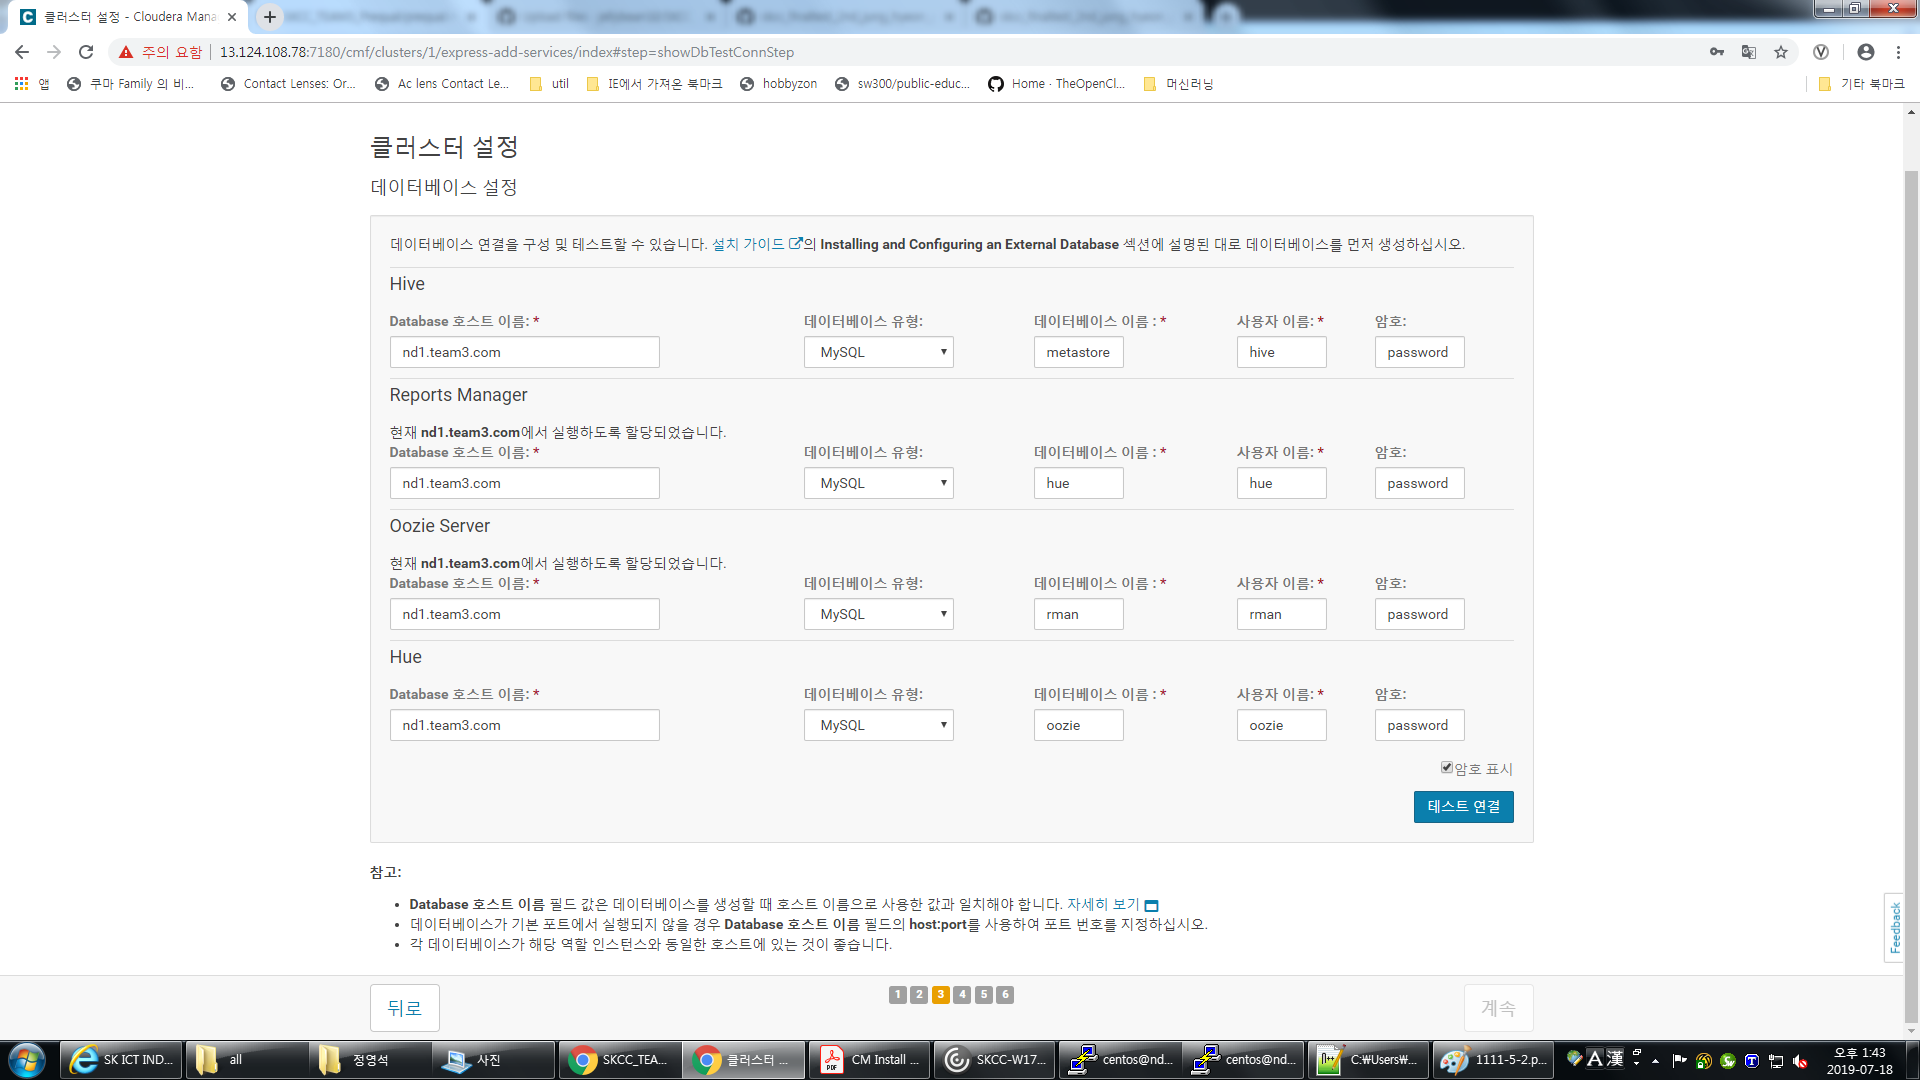 클러스터 설정 - Cloudera Mana
주의 요함 13.124.108.78:7180/cmf/clusters/1/express-add-services/index#step=showDbTestConnStep
앱 쿠마 Family 의 비... Contact Lenses: Or... Ac lens Contact Le... util IE에서 가져온 북마크 hobbyzon sw300/public-educ... Home · TheOpenCl... 머신러닝 기타 북마크
클러스터 설정
데이터베이스 설정
데이터베이스 연결을 구성 및 테스트할 수 있습니다. 설치 가이드의 Installing and Configuring an External Database 섹션에 설명된 대로 데이터베이스를 먼저 생성하십시오.
Hive
Database 호스트 이름: * 데이터베이스 유형: 데이터베이스 이름 : * 사용자 이름: * 암호:
nd1.team3.com MySQL metastore hive password
Reports Manager
현재 nd1.team3.com에서 실행하도록 할당되었습니다.
Database 호스트 이름: * 데이터베이스 유형: 데이터베이스 이름 : * 사용자 이름: * 암호:
nd1.team3.com MySQL hue hue password
Oozie Server
현재 nd1.team3.com에서 실행하도록 할당되었습니다.
Database 호스트 이름: * 데이터베이스 유형: 데이터베이스 이름 : * 사용자 이름: * 암호:
nd1.team3.com MySQL rman rman password
Hue
Database 호스트 이름: * 데이터베이스 유형: 데이터베이스 이름 : * 사용자 이름: * 암호:
nd1.team3.com MySQL oozie oozie password
암호 표시
테스트 연결
참고:
• Database 호스트 이름 필드 값은 데이터베이스를 생성할 때 호스트 이름으로 사용한 값과 일치해야 합니다. 자세히 보기
• 데이터베이스가 기본 포트에서 실행되지 않을 경우 Database 호스트 이름 필드의 host:port를 사용하여 포트 번호를 지정하십시오.
• 각 데이터베이스가 해당 역할 인스턴스와 동일한 호스트에 있는 것이 좋습니다.
Feedback
뒤로 1 2 3 4 5 6 계속
SK ICT IND... all 정영석 사진 SKCC_TEA... 클러스터 ... CM Install ... SKCC-W17... centos@nd... centos@nd... C:₩Users₩... 1111-5-2.p... A 漢 오후 1:43
2019-07-18